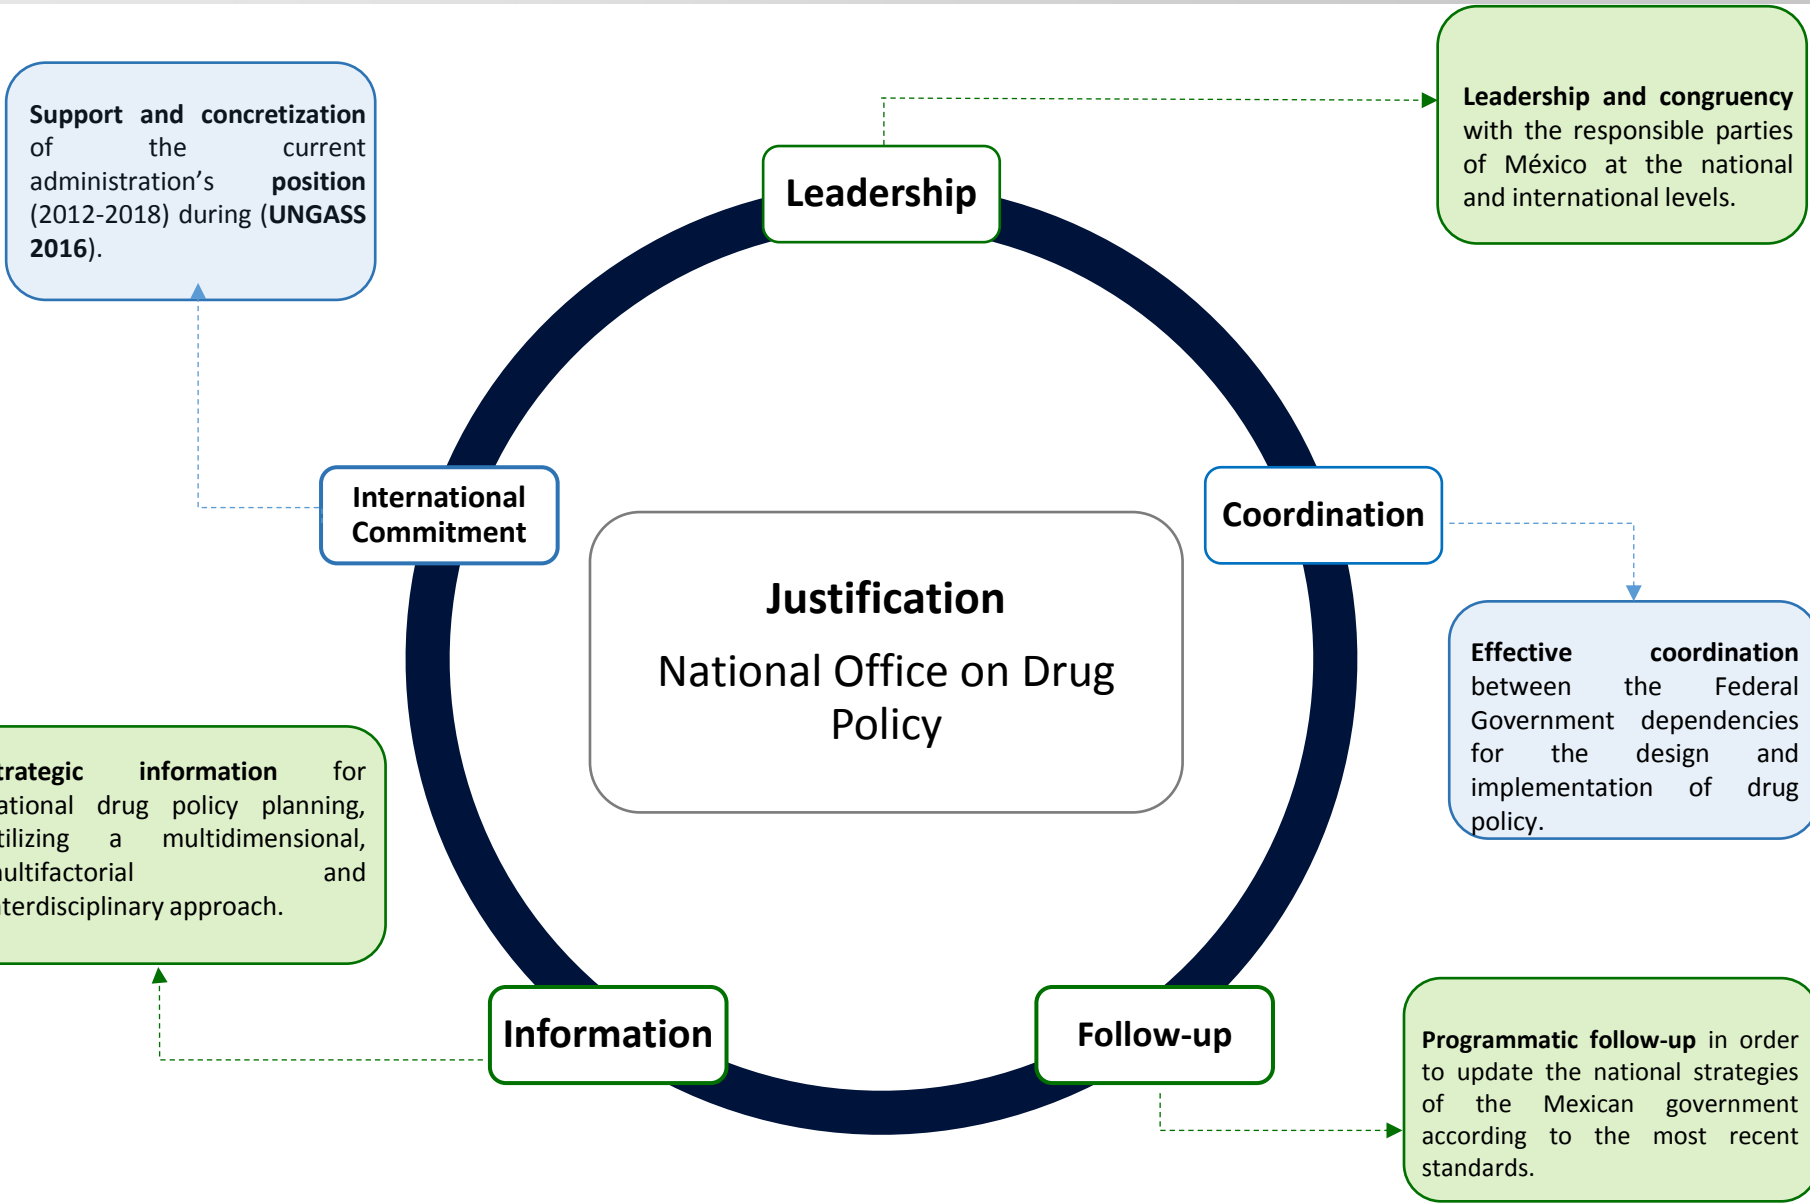 Support and concretization
of the current
administration's position
(2012-2018) during (UNGASS
2016).
Leadership
Leadership and congruency
with the responsible parties
of México at the national
and international levels.
International
Commitment
Coordination
Justification
National Office on Drug
Policy
Effective coordination
between the Federal
Government dependencies
for the design and
implementation of drug
policy.
trategic information for
ational drug policy planning,
tilizing a multidimensional,
ultifactorial and
nterdisciplinary approach.
Information
Follow-up
Programmatic follow-up in order
to update the national strategies
of the Mexican government
according to the most recent
standards.